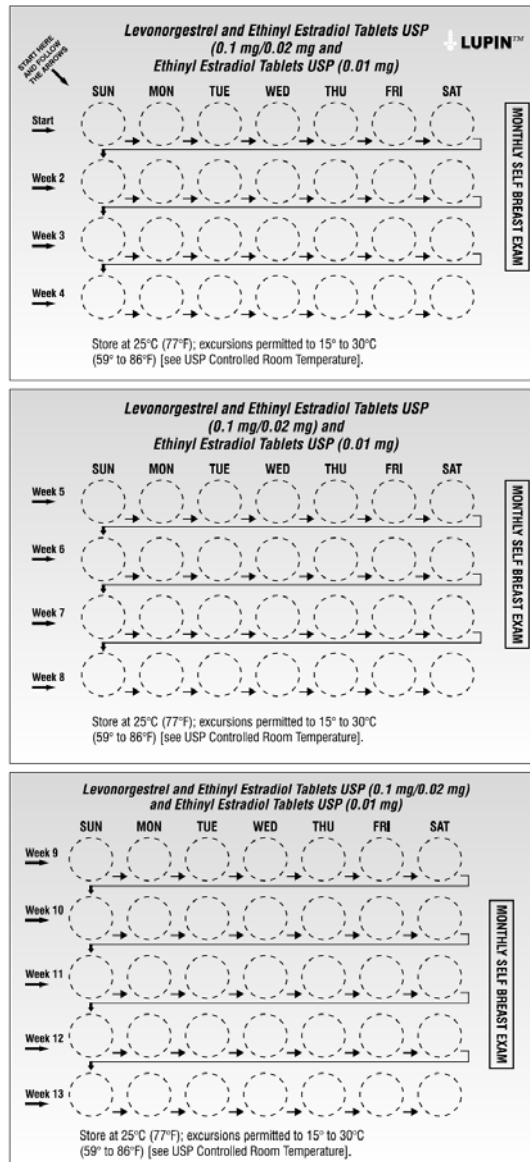 START HERE
AND FOLLOW
THE ARROWS
Levonorgestrel and Ethinyl Estradiol Tablets USP
(0.1 mg/0.02 mg and
Ethinyl Estradiol Tablets USP (0.01 mg)
LUPIN™
SUN MON TUE WED THU FRI SAT
Start
Week 2
Week 3
Week 4
MONTHLY SELF BREAST EXAM
Store at 25°C (77°F); excursions permitted to 15° to 30°C
(59° to 86°F) [see USP Controlled Room Temperature].
Levonorgestrel and Ethinyl Estradiol Tablets USP
(0.1 mg/0.02 mg) and
Ethinyl Estradiol Tablets USP (0.01 mg)
SUN MON TUE WED THU FRI SAT
Week 5
Week 6
Week 7
Week 8
MONTHLY SELF BREAST EXAM
Store at 25°C (77°F); excursions permitted to 15° to 30°C
(59° to 86°F) [see USP Controlled Room Temperature].
Levonorgestrel and Ethinyl Estradiol Tablets USP (0.1 mg/0.02 mg)
and Ethinyl Estradiol Tablets USP (0.01 mg)
SUN MON TUE WED THU FRI SAT
Week 9
Week 10
Week 11
Week 12
Week 13
MONTHLY SELF BREAST EXAM
Store at 25°C (77°F); excursions permitted to 15° to 30°C
(59° to 86°F) [see USP Controlled Room Temperature].